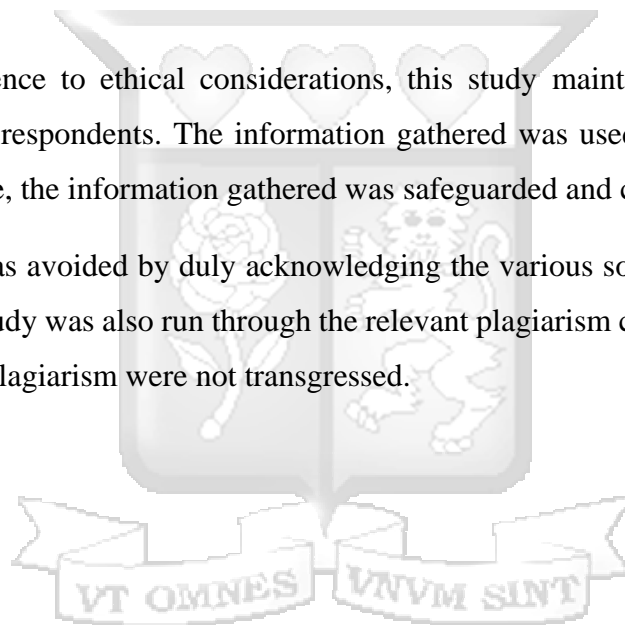 ence to ethical considerations, this study maint
respondents. The information gathered was used
e, the information gathered was safeguarded and c
as avoided by duly acknowledging the various so
udy was also run through the relevant plagiarism c
lagiarism were not transgressed.
VT OMNES VNVM SINT